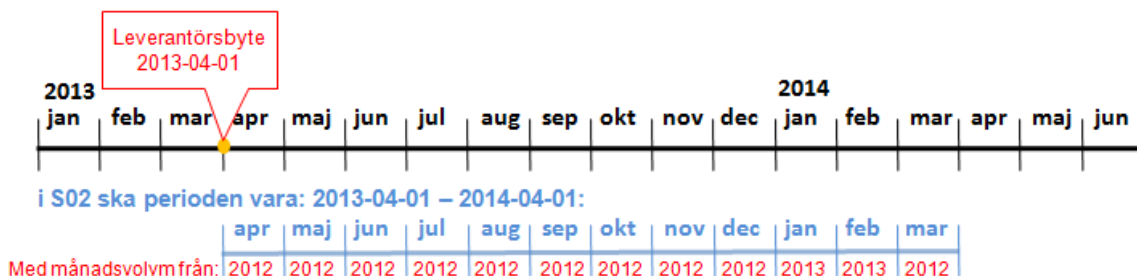 Leverantörsbyte
2013-04-01
2013 2014
jan feb mar apr maj jun jul aug sep okt nov dec jan feb mar apr maj jun
i S02 ska perioden vara: 2013-04-01 – 2014-04-01:
apr maj jun jul aug sep okt nov dec jan feb mar
Med månadsvolym från: 2012 2012 2012 2012 2012 2012 2012 2012 2012 2013 2013 2012